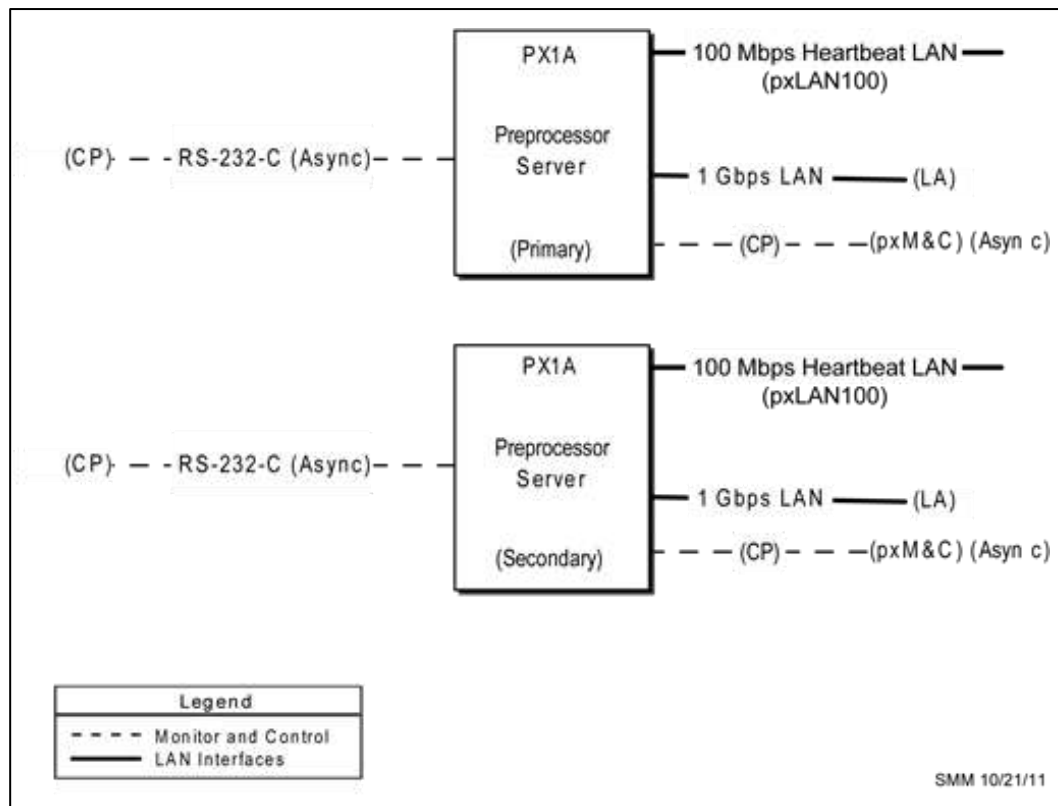 PX1A
100 Mbps Heartbeat LAN
(pxLAN100)
Preprocessor
Server
(CP)
RS-232-C (Async)
1 Gbps LAN
(LA)
(Primary)
(CP)
(pxM&C) (Async)
PX1A
100 Mbps Heartbeat LAN
(pxLAN100)
Preprocessor
Server
(CP)
RS-232-C (Async)
1 Gbps LAN
(LA)
(Secondary)
(CP)
(pxM&C) (Async)
Legend
Monitor and Control
LAN Interfaces
SMM 10/21/11